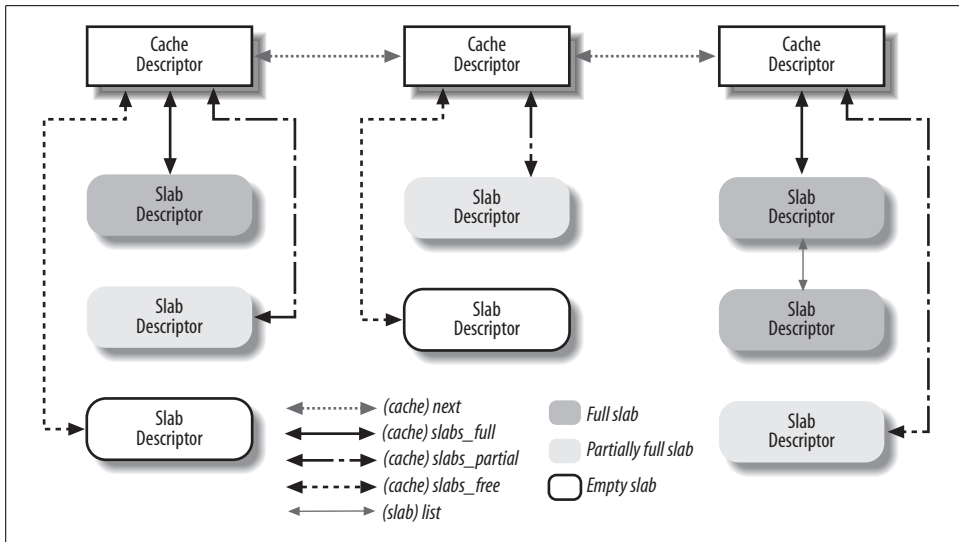 Cache
Descriptor
Cache
Descriptor
Cache
Descriptor
Slab
Descriptor
Slab
Descriptor
Slab
Descriptor
Slab
Descriptor
Slab
Descriptor
Slab
Descriptor
Slab
Descriptor
Slab
Descriptor
(cache) next
(cache) slabs_full
(cache) slabs_partial
(cache) slabs_free
(slab) list
Full slab
Partially full slab
Empty slab